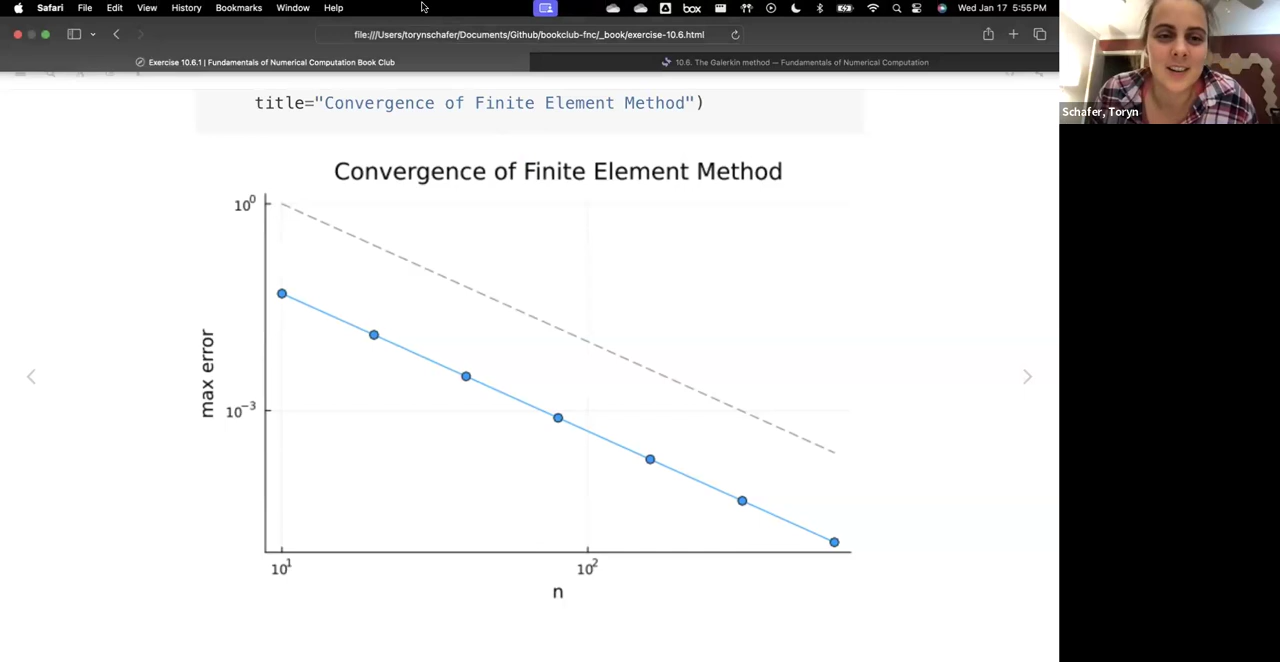 Safari File Edit View History Bookmarks Window Help
box
Wed Jan 17 5:55 PM
file:///Users/torynschafer/Documents/Github/bookclub-fnc/_book/exercise-10.6.html
Exercise 10.6.1 | Fundamentals of Numerical Computation Book Club
10.6. The Galerkin method — Fundamentals of Numerical Computation
Schafer, Toryn
title="Convergence of Finite Element Method")
Convergence of Finite Element Method
10⁰
10⁻³
max error
10¹
10²
n